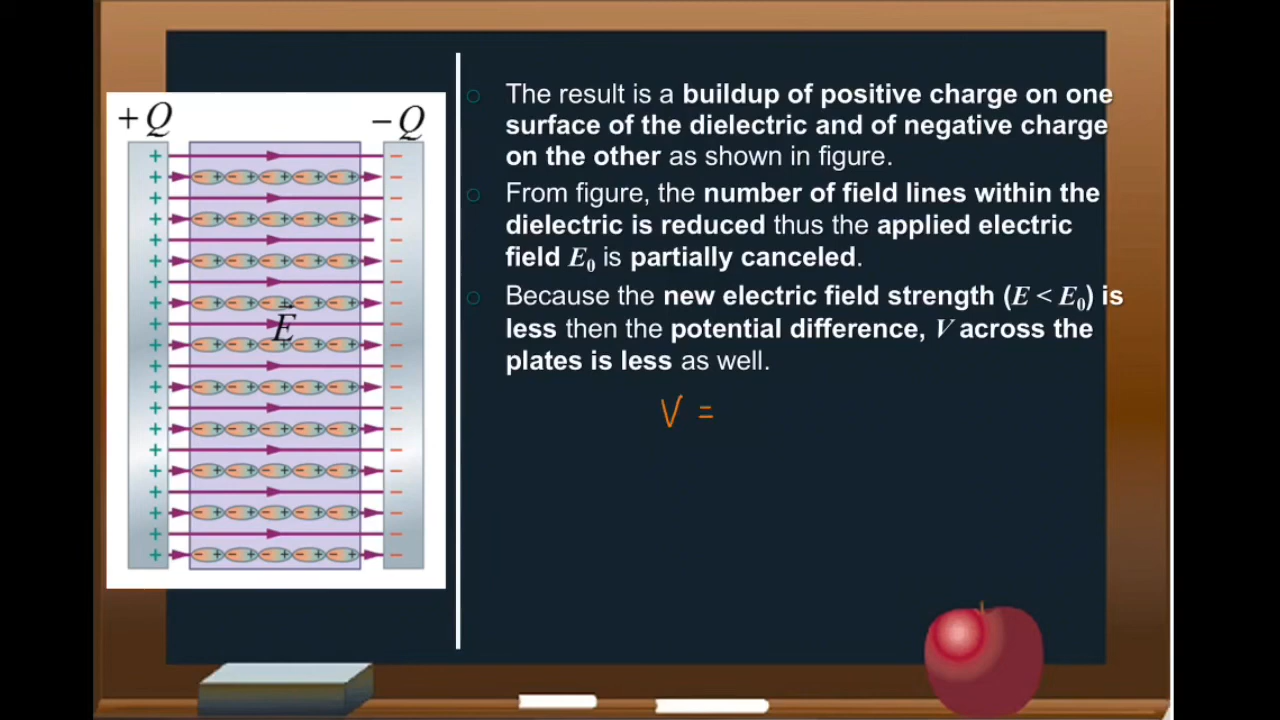 +Q
−Q
E
The result is a buildup of positive charge on one
surface of the dielectric and of negative charge
on the other as shown in figure.
From figure, the number of field lines within the
dielectric is reduced thus the applied electric
field E₀ is partially canceled.
Because the new electric field strength (E < E₀) is
less then the potential difference, V across the
plates is less as well.
V =